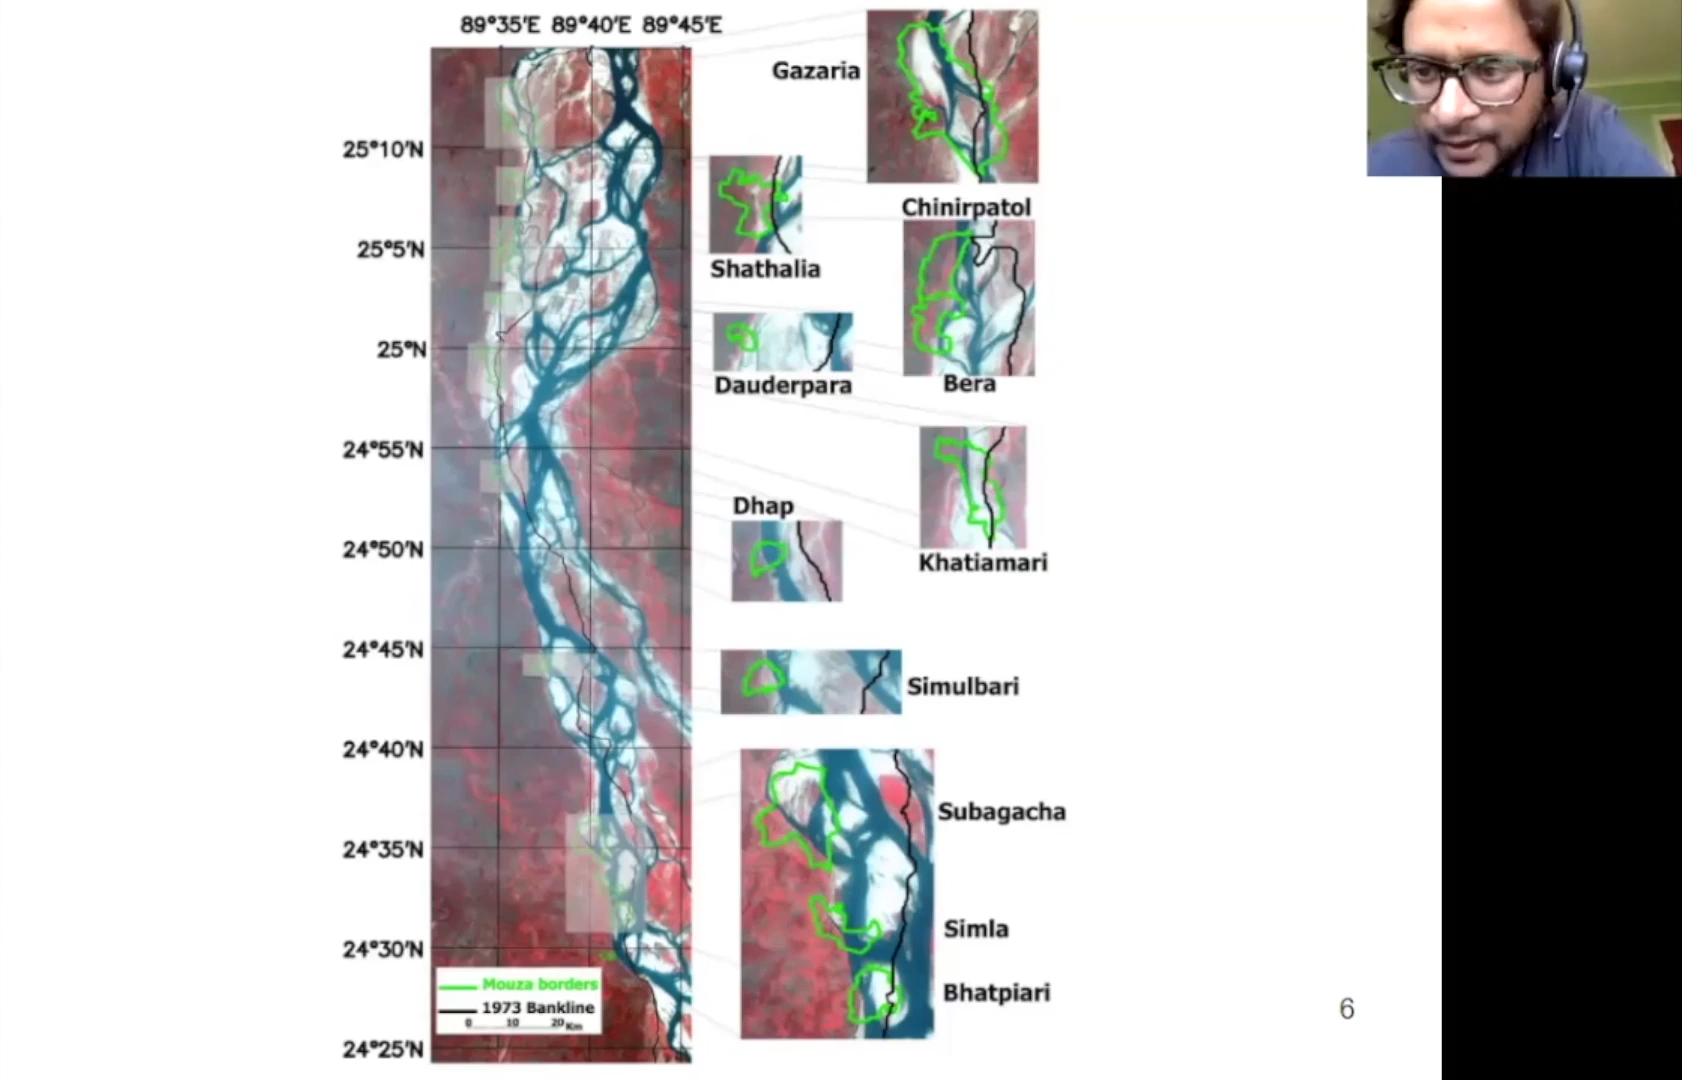 89°35'E 89°40'E 89°45'E
Gazaria
25°10'N
Chinirpatol
25°5'N
Shathalia
25°N
Dauderpara
Bera
24°55'N
Dhap
24°50'N
Khatiamari
24°45'N
Simulbari
24°40'N
Subagacha
24°35'N
Simla
24°30'N
Mouza borders
Bhatpiari
1973 Bankline
6
0 10 20 Km
24°25'N